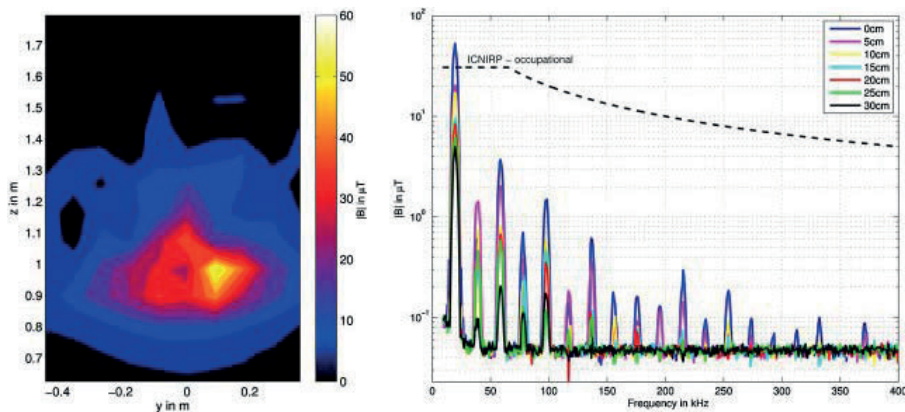 1.8
1.7
1.6
1.5
1.4
1.3
1.2
1.1
1
0.9
0.8
0.7
z in m
−0.4
−0.2
0
0.2
y in m
60
50
40
30
20
10
0
|B| in µT
10²
10¹
10⁰
10⁻¹
|B| in µT
ICNIRP – occupational
0cm
5cm
10cm
15cm
20cm
25cm
30cm
0
50
100
150
200
250
300
350
400
Frequency in kHz